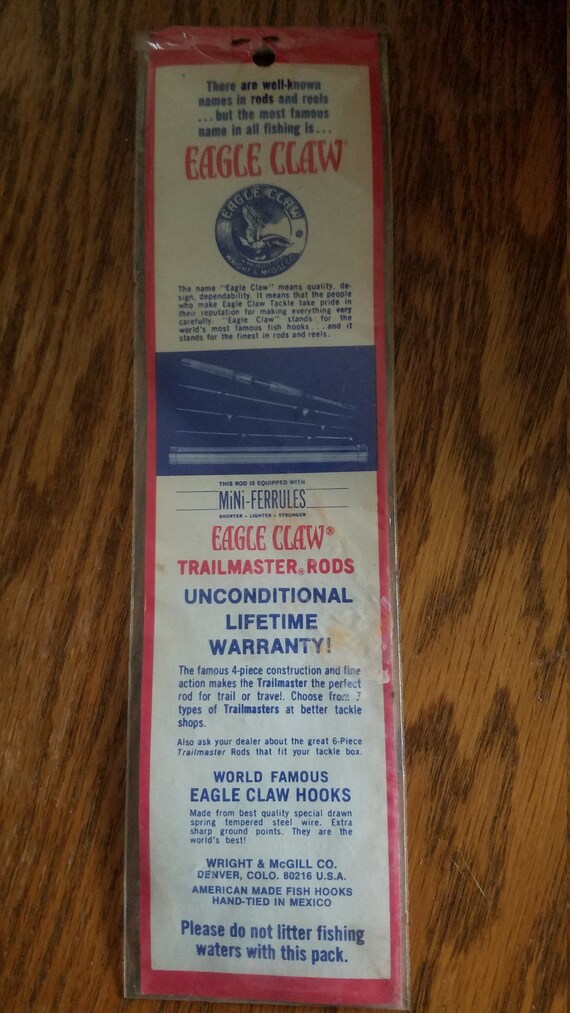 There are well-known
names in rods and reels
...but the most famous
name in all fishing is...
EAGLE CLAW
EAGLE CLAW
WRIGHT & McGILL CO.
The name "Eagle Claw" means quality, de-
sign, dependability. It means that the people
who make Eagle Claw Tackle take pride in
their reputation for making everything very
carefully. "Eagle Claw" stands for the
world's most famous fish hooks...and it
stands for the finest in rods and reels.
THIS ROD IS EQUIPPED WITH
MiNi-FERRULES
SHORTER - LIGHTER - STRONGER
EAGLE CLAW®
TRAILMASTER® RODS
UNCONDITIONAL
LIFETIME
WARRANTY!
The famous 4-piece construction and fine
action makes the Trailmaster the perfect
rod for trail or travel. Choose from 7
types of Trailmasters at better tackle
shops.
Also ask your dealer about the great 6-Piece
Trailmaster Rods that fit your tackle box.
WORLD FAMOUS
EAGLE CLAW HOOKS
Made from best quality special drawn
spring tempered steel wire. Extra
sharp ground points. They are the
world's best!
WRIGHT & McGILL CO.
DENVER, COLO. 80216 U.S.A.
AMERICAN MADE FISH HOOKS
HAND-TIED IN MEXICO
Please do not litter fishing
waters with this pack.